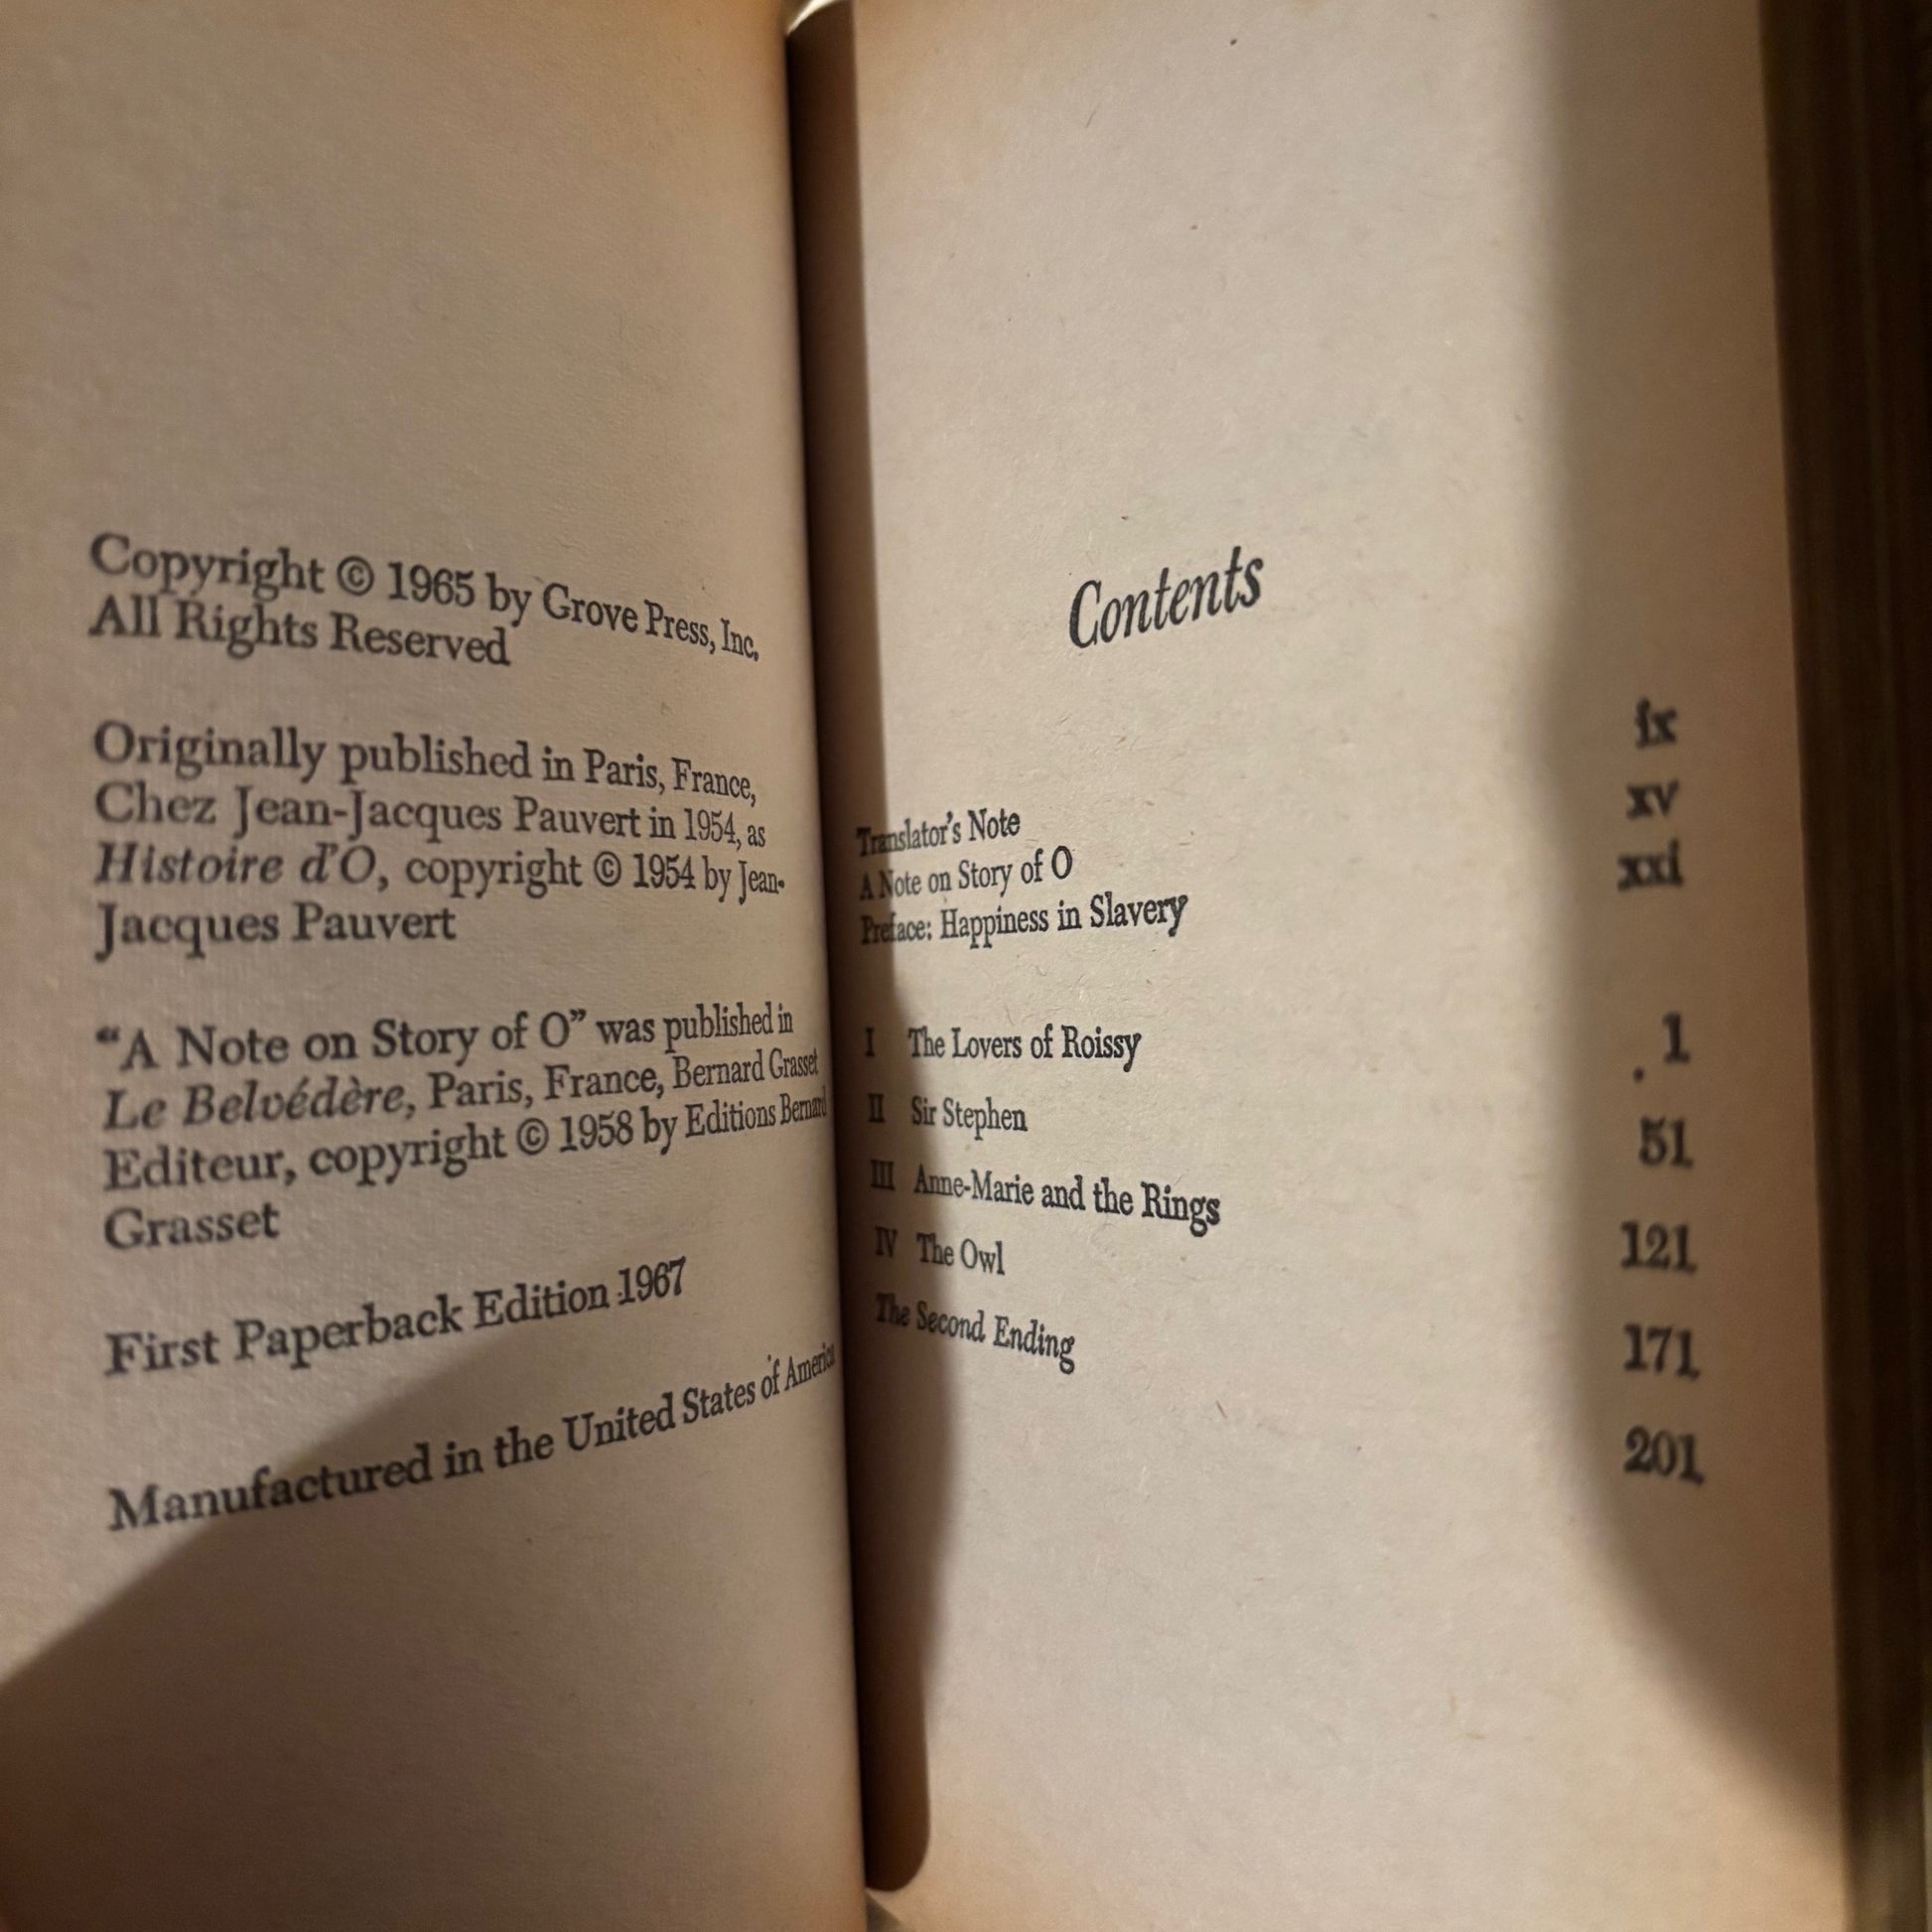 Copyright © 1965 by Grove Press, Inc.
All Rights Reserved
Originally published in Paris, France,
Chez Jean-Jacques Pauvert in 1954, as
Histoire d'O, copyright © 1954 by Jean-
Jacques Pauvert
“A Note on Story of O” was published in
Le Belvédère, Paris, France, Bernard Grasset
Editeur, copyright © 1958 by Editions Bernard
Grasset
First Paperback Edition 1967
Manufactured in the United States of America
Contents
Translator's Note ix
A Note on Story of O xv
Preface: Happiness in Slavery xxi
I The Lovers of Roissy 1
II Sir Stephen 51
III Anne-Marie and the Rings 121
IV The Owl 171
The Second Ending 201